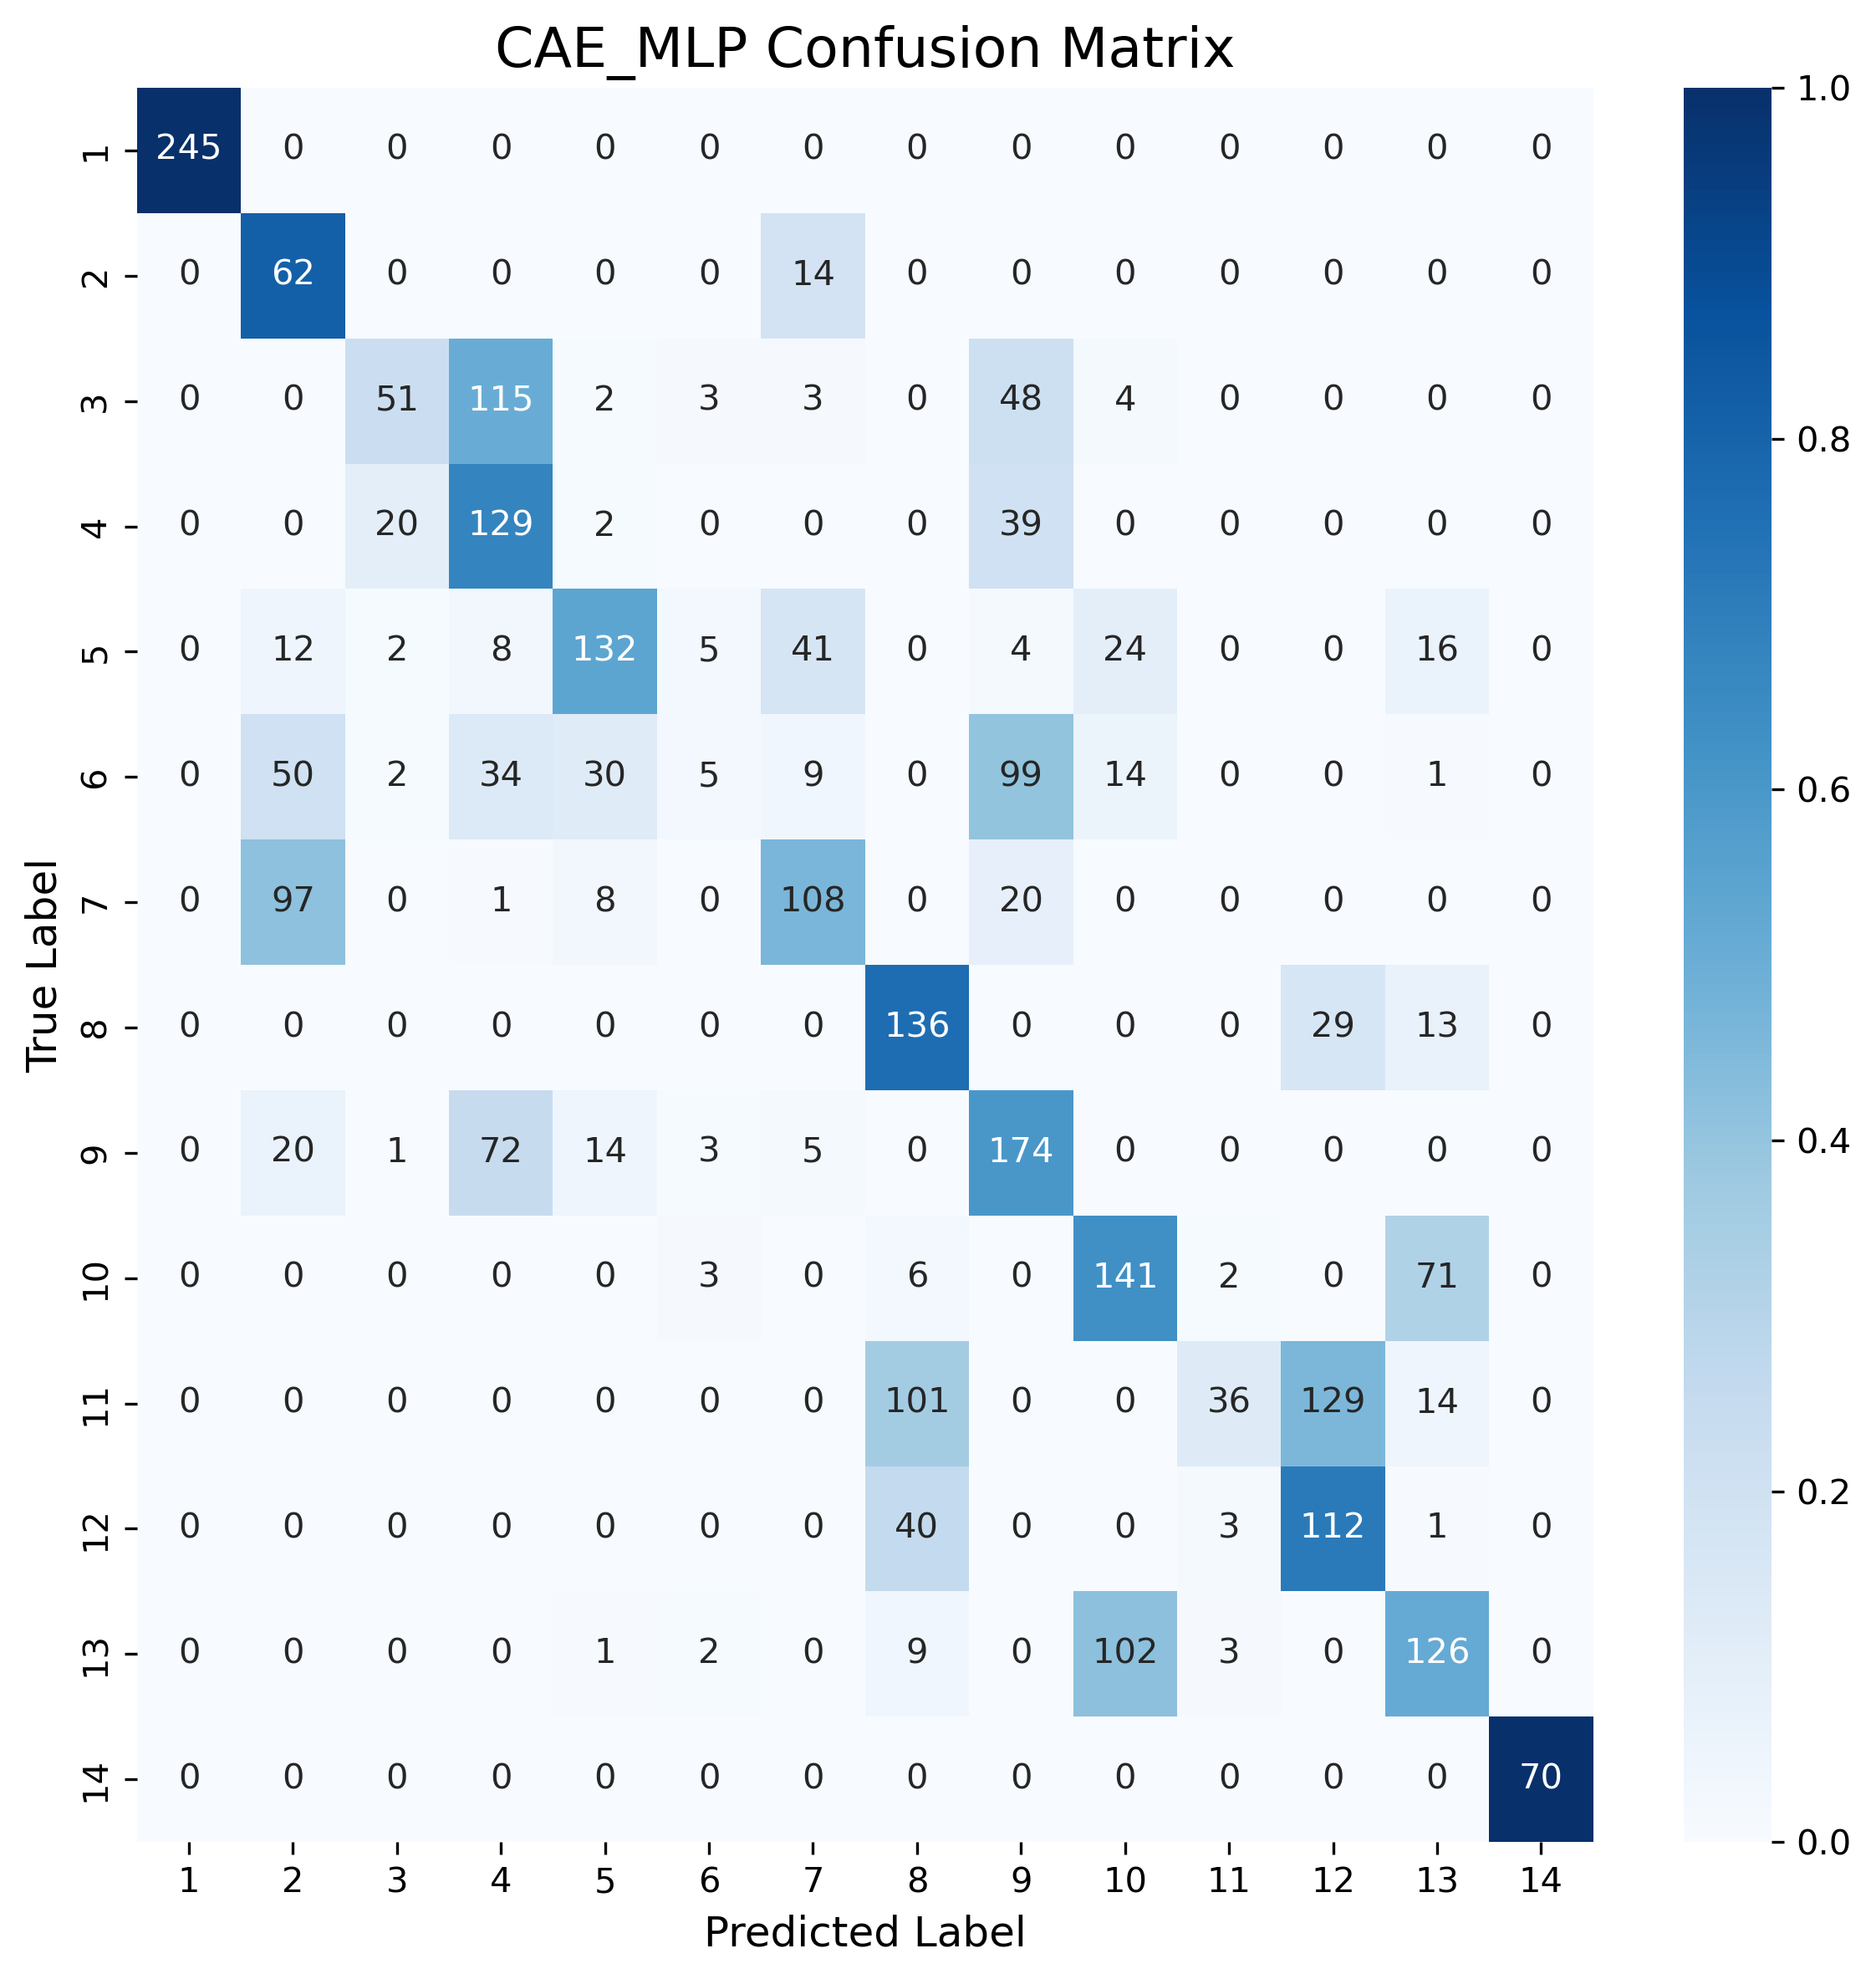 CAE_MLP Confusion Matrix
1 245 0 0 0 0 0 0 0 0 0 0 0 0 0
2 0 62 0 0 0 0 14 0 0 0 0 0 0 0
3 0 0 51 115 2 3 3 0 48 4 0 0 0 0
4 0 0 20 129 2 0 0 0 39 0 0 0 0 0
5 0 12 2 8 132 5 41 0 4 24 0 0 16 0
6 0 50 2 34 30 5 9 0 99 14 0 0 1 0
7 0 97 0 1 8 0 108 0 20 0 0 0 0 0
8 0 0 0 0 0 0 0 136 0 0 0 29 13 0
9 0 20 1 72 14 3 5 0 174 0 0 0 0 0
10 0 0 0 0 0 3 0 6 0 141 2 0 71 0
11 0 0 0 0 0 0 0 101 0 0 36 129 14 0
12 0 0 0 0 0 0 0 40 0 0 3 112 1 0
13 0 0 0 0 1 2 0 9 0 102 3 0 126 0
14 0 0 0 0 0 0 0 0 0 0 0 0 0 70
1 2 3 4 5 6 7 8 9 10 11 12 13 14
Predicted Label
True Label
1.0
0.8
0.6
0.4
0.2
0.0